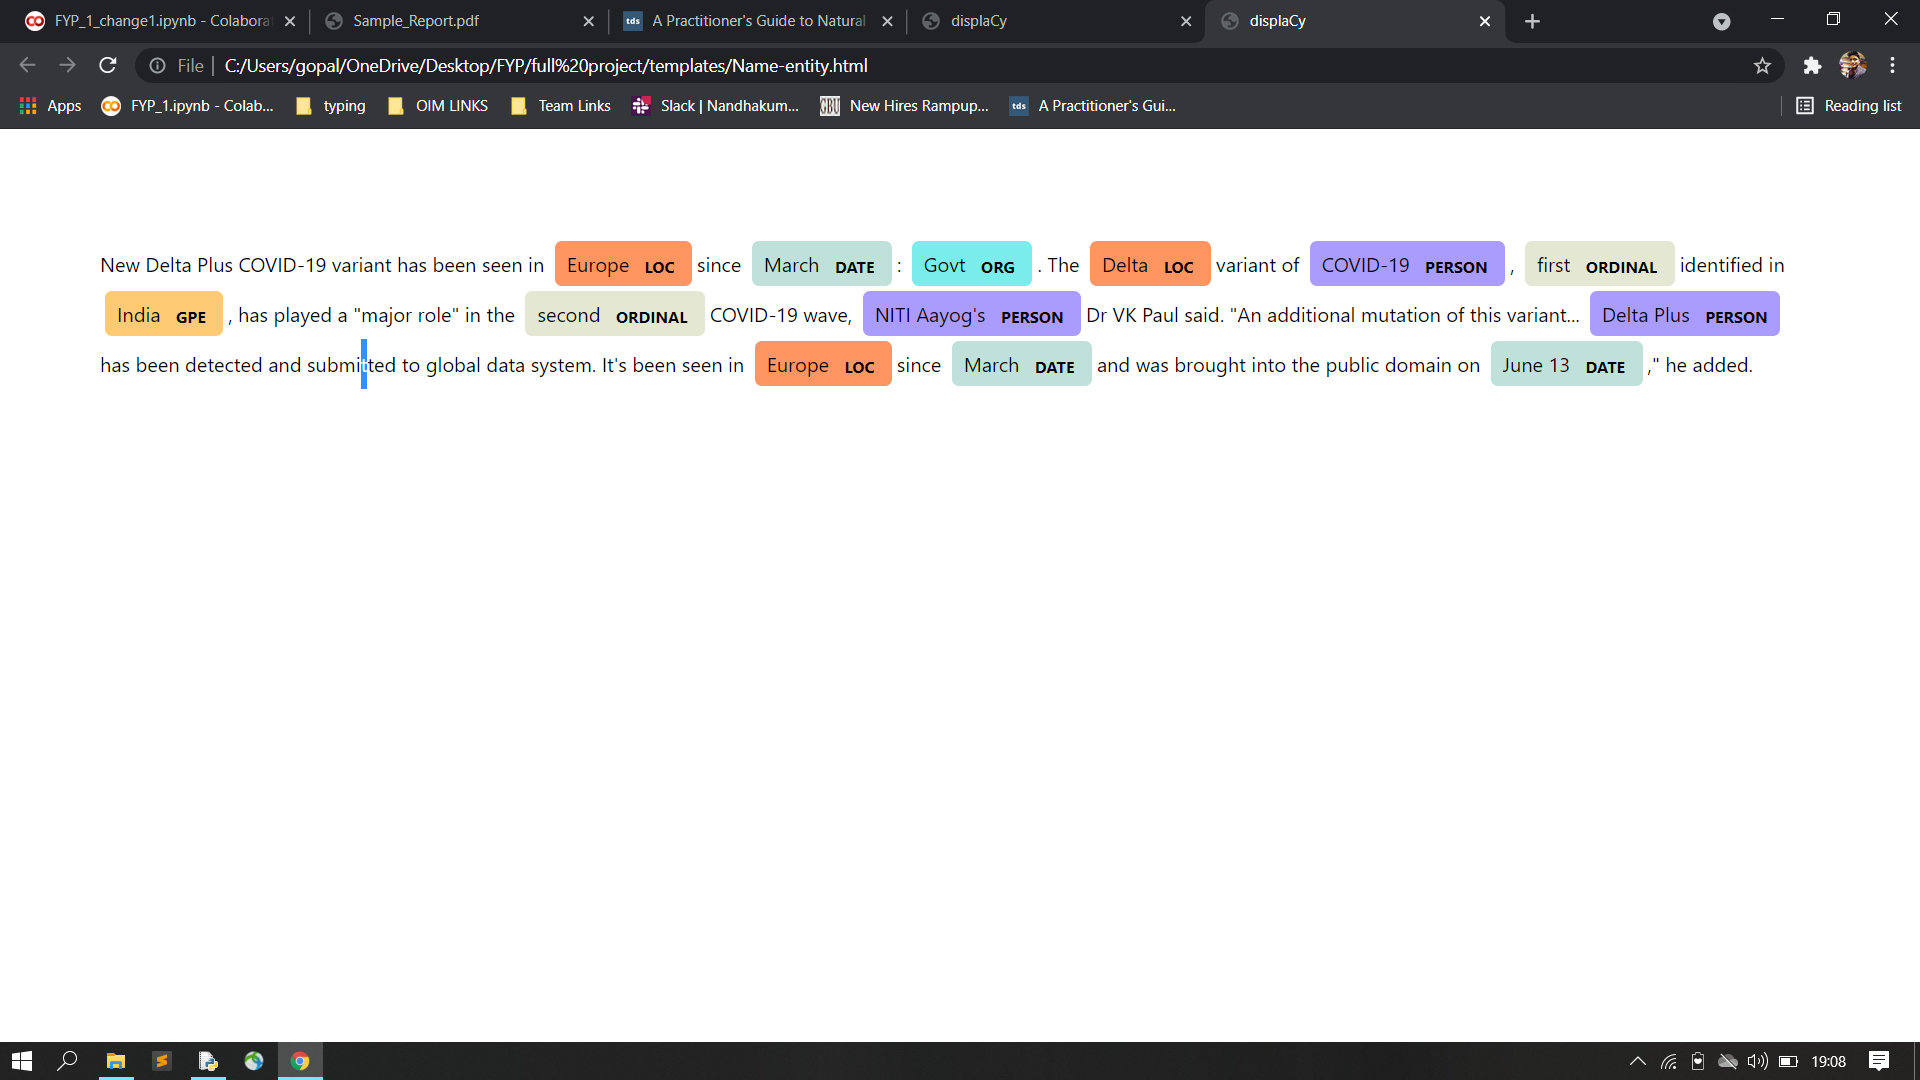 FYP_1_change1.ipynb - Colabora
Sample_Report.pdf
tds A Practitioner's Guide to Natural
displaCy
displaCy
File C:/Users/gopal/OneDrive/Desktop/FYP/full%20project/templates/Name-entity.html
Apps FYP_1.ipynb - Colab... typing OIM LINKS Team Links Slack | Nandhakum... GBU New Hires Rampup... tds A Practitioner's Gui... Reading list
New Delta Plus COVID-19 variant has been seen in Europe LOC since March DATE : Govt ORG . The Delta LOC variant of COVID-19 PERSON , first ORDINAL identified in
India GPE , has played a "major role" in the second ORDINAL COVID-19 wave, NITI Aayog's PERSON Dr VK Paul said. "An additional mutation of this variant... Delta Plus PERSON
has been detected and submitted to global data system. It's been seen in Europe LOC since March DATE and was brought into the public domain on June 13 DATE ," he added.
19:08